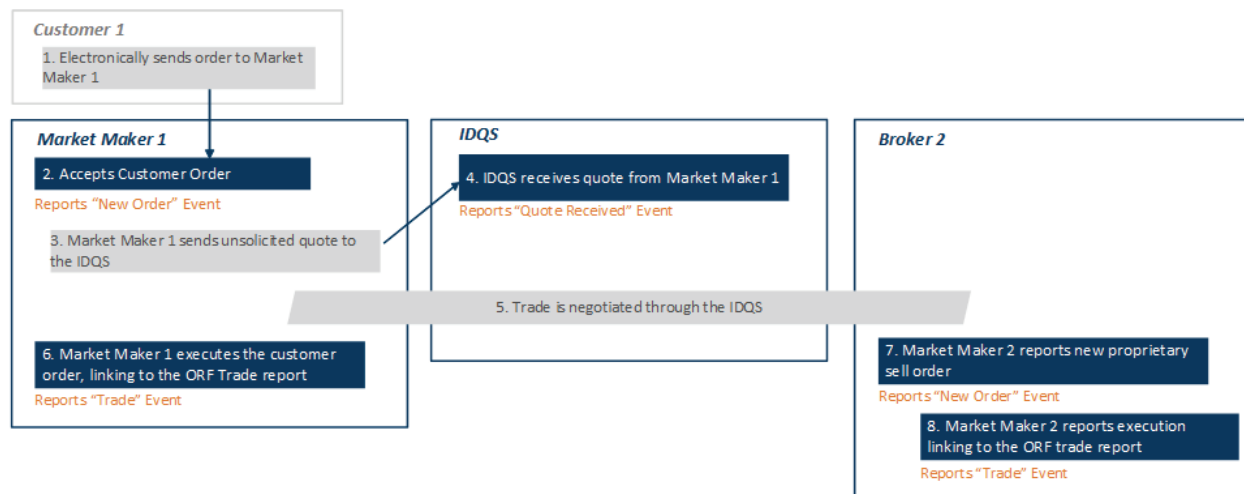 Customer 1
1. Electronically sends order to Market
Maker 1
Market Maker 1
2. Accepts Customer Order
Reports “New Order” Event
3. Market Maker 1 sends unsolicited quote to
the IDQS
IDQS
4. IDQS receives quote from Market Maker 1
Reports “Quote Received” Event
Broker 2
5. Trade is negotiated through the IDQS
6. Market Maker 1 executes the customer
order, linking to the ORF Trade report
Reports “Trade” Event
7. Market Maker 2 reports new proprietary
sell order
Reports “New Order” Event
8. Market Maker 2 reports execution
linking to the ORF trade report
Reports “Trade” Event